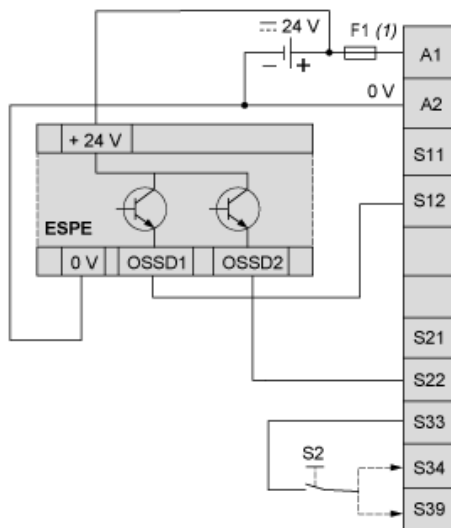 ⎓ 24 V
F1 (1)
A1
− +
0 V
A2
+ 24 V
S11
S12
ESPE
0 V
OSSD1
OSSD2
S21
S22
S33
S2
S34
S39